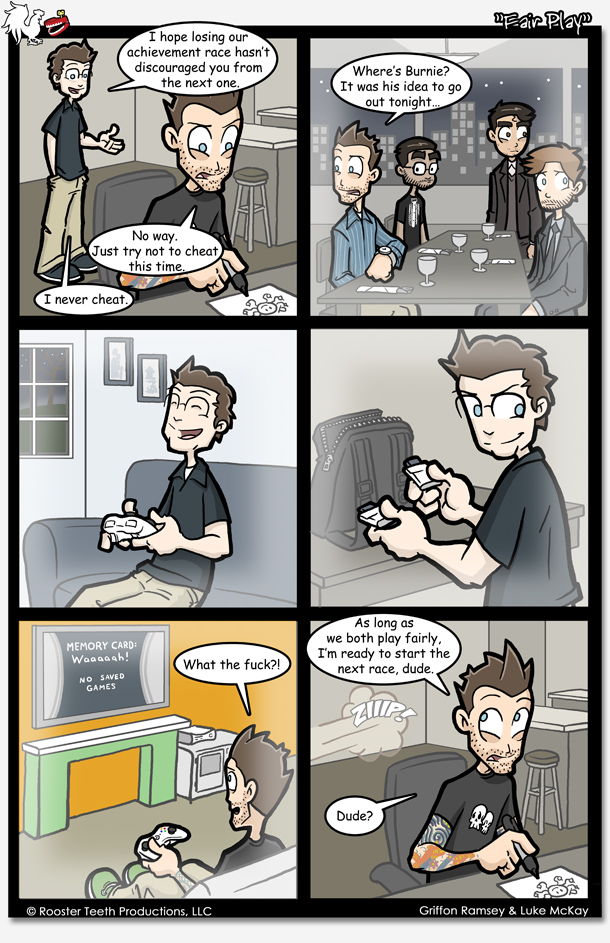 "Fair Play"
I hope losing our
achievement race hasn't
discouraged you from
the next one.
No way.
Just try not to cheat
this time.
I never cheat.
Where's Burnie?
It was his idea to go
out tonight...
MEMORY CARD:
Waaaaah!
NO SAVED
GAMES
What the fuck?!
As long as
we both play fairly,
I'm ready to start the
next race, dude.
ZIIIP!
Dude?
© Rooster Teeth Productions, LLC
Griffon Ramsey & Luke McKay